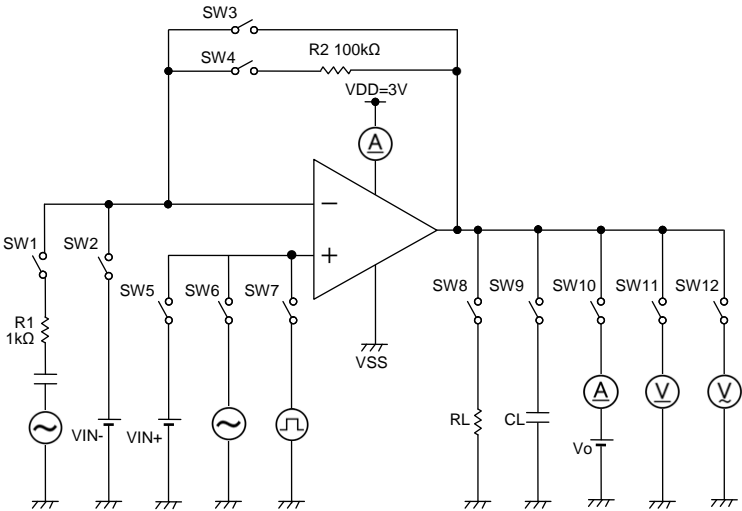 SW3
SW4
R2 100kΩ
VDD=3V
A
−
+
VSS
SW1
SW2
SW5
SW6
SW7
SW8
SW9
SW10
SW11
SW12
R1
1kΩ
VIN-
VIN+
RL
CL
A
Vo
V
V